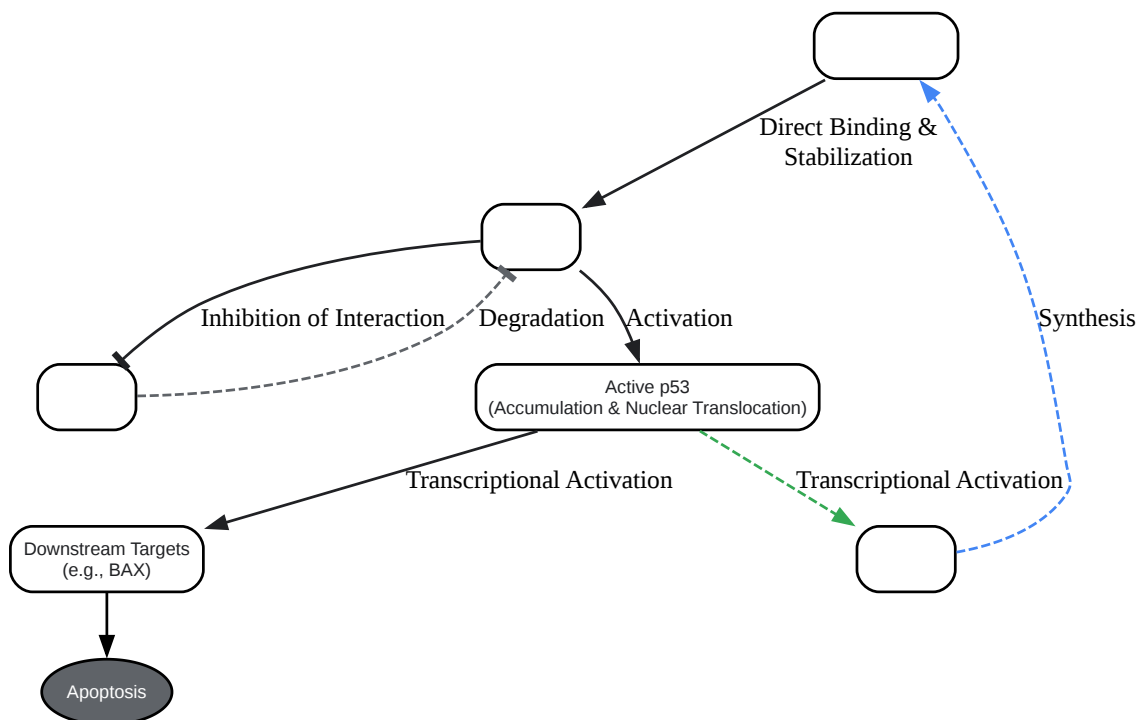 Direct Binding &
Stabilization
Inhibition of Interaction
Degradation
Activation
Synthesis
Active p53
(Accumulation & Nuclear Translocation)
Transcriptional Activation
Transcriptional Activation
Downstream Targets
(e.g., BAX)
Apoptosis